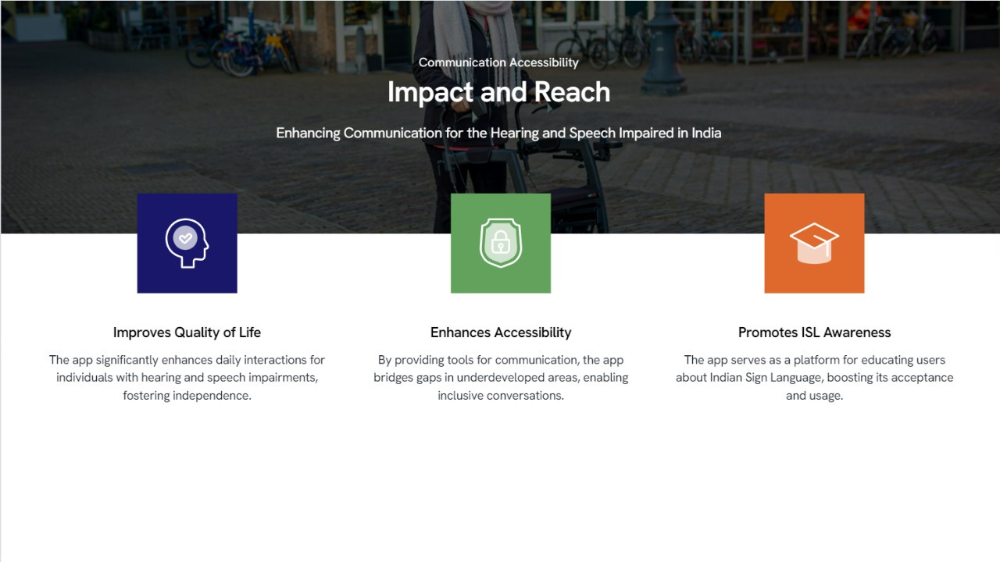 Communication Accessibility
Impact and Reach
Enhancing Communication for the Hearing and Speech Impaired in India
Improves Quality of Life
The app significantly enhances daily interactions for
individuals with hearing and speech impairments,
fostering independence.
Enhances Accessibility
By providing tools for communication, the app
bridges gaps in underdeveloped areas, enabling
inclusive conversations.
Promotes ISL Awareness
The app serves as a platform for educating users
about Indian Sign Language, boosting its acceptance
and usage.